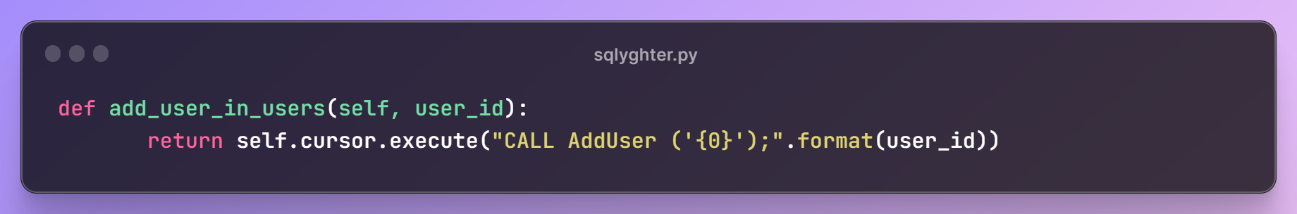 sqlyghter.py
def add_user_in_users(self, user_id):
        return self.cursor.execute("CALL AddUser ('{0}');".format(user_id))